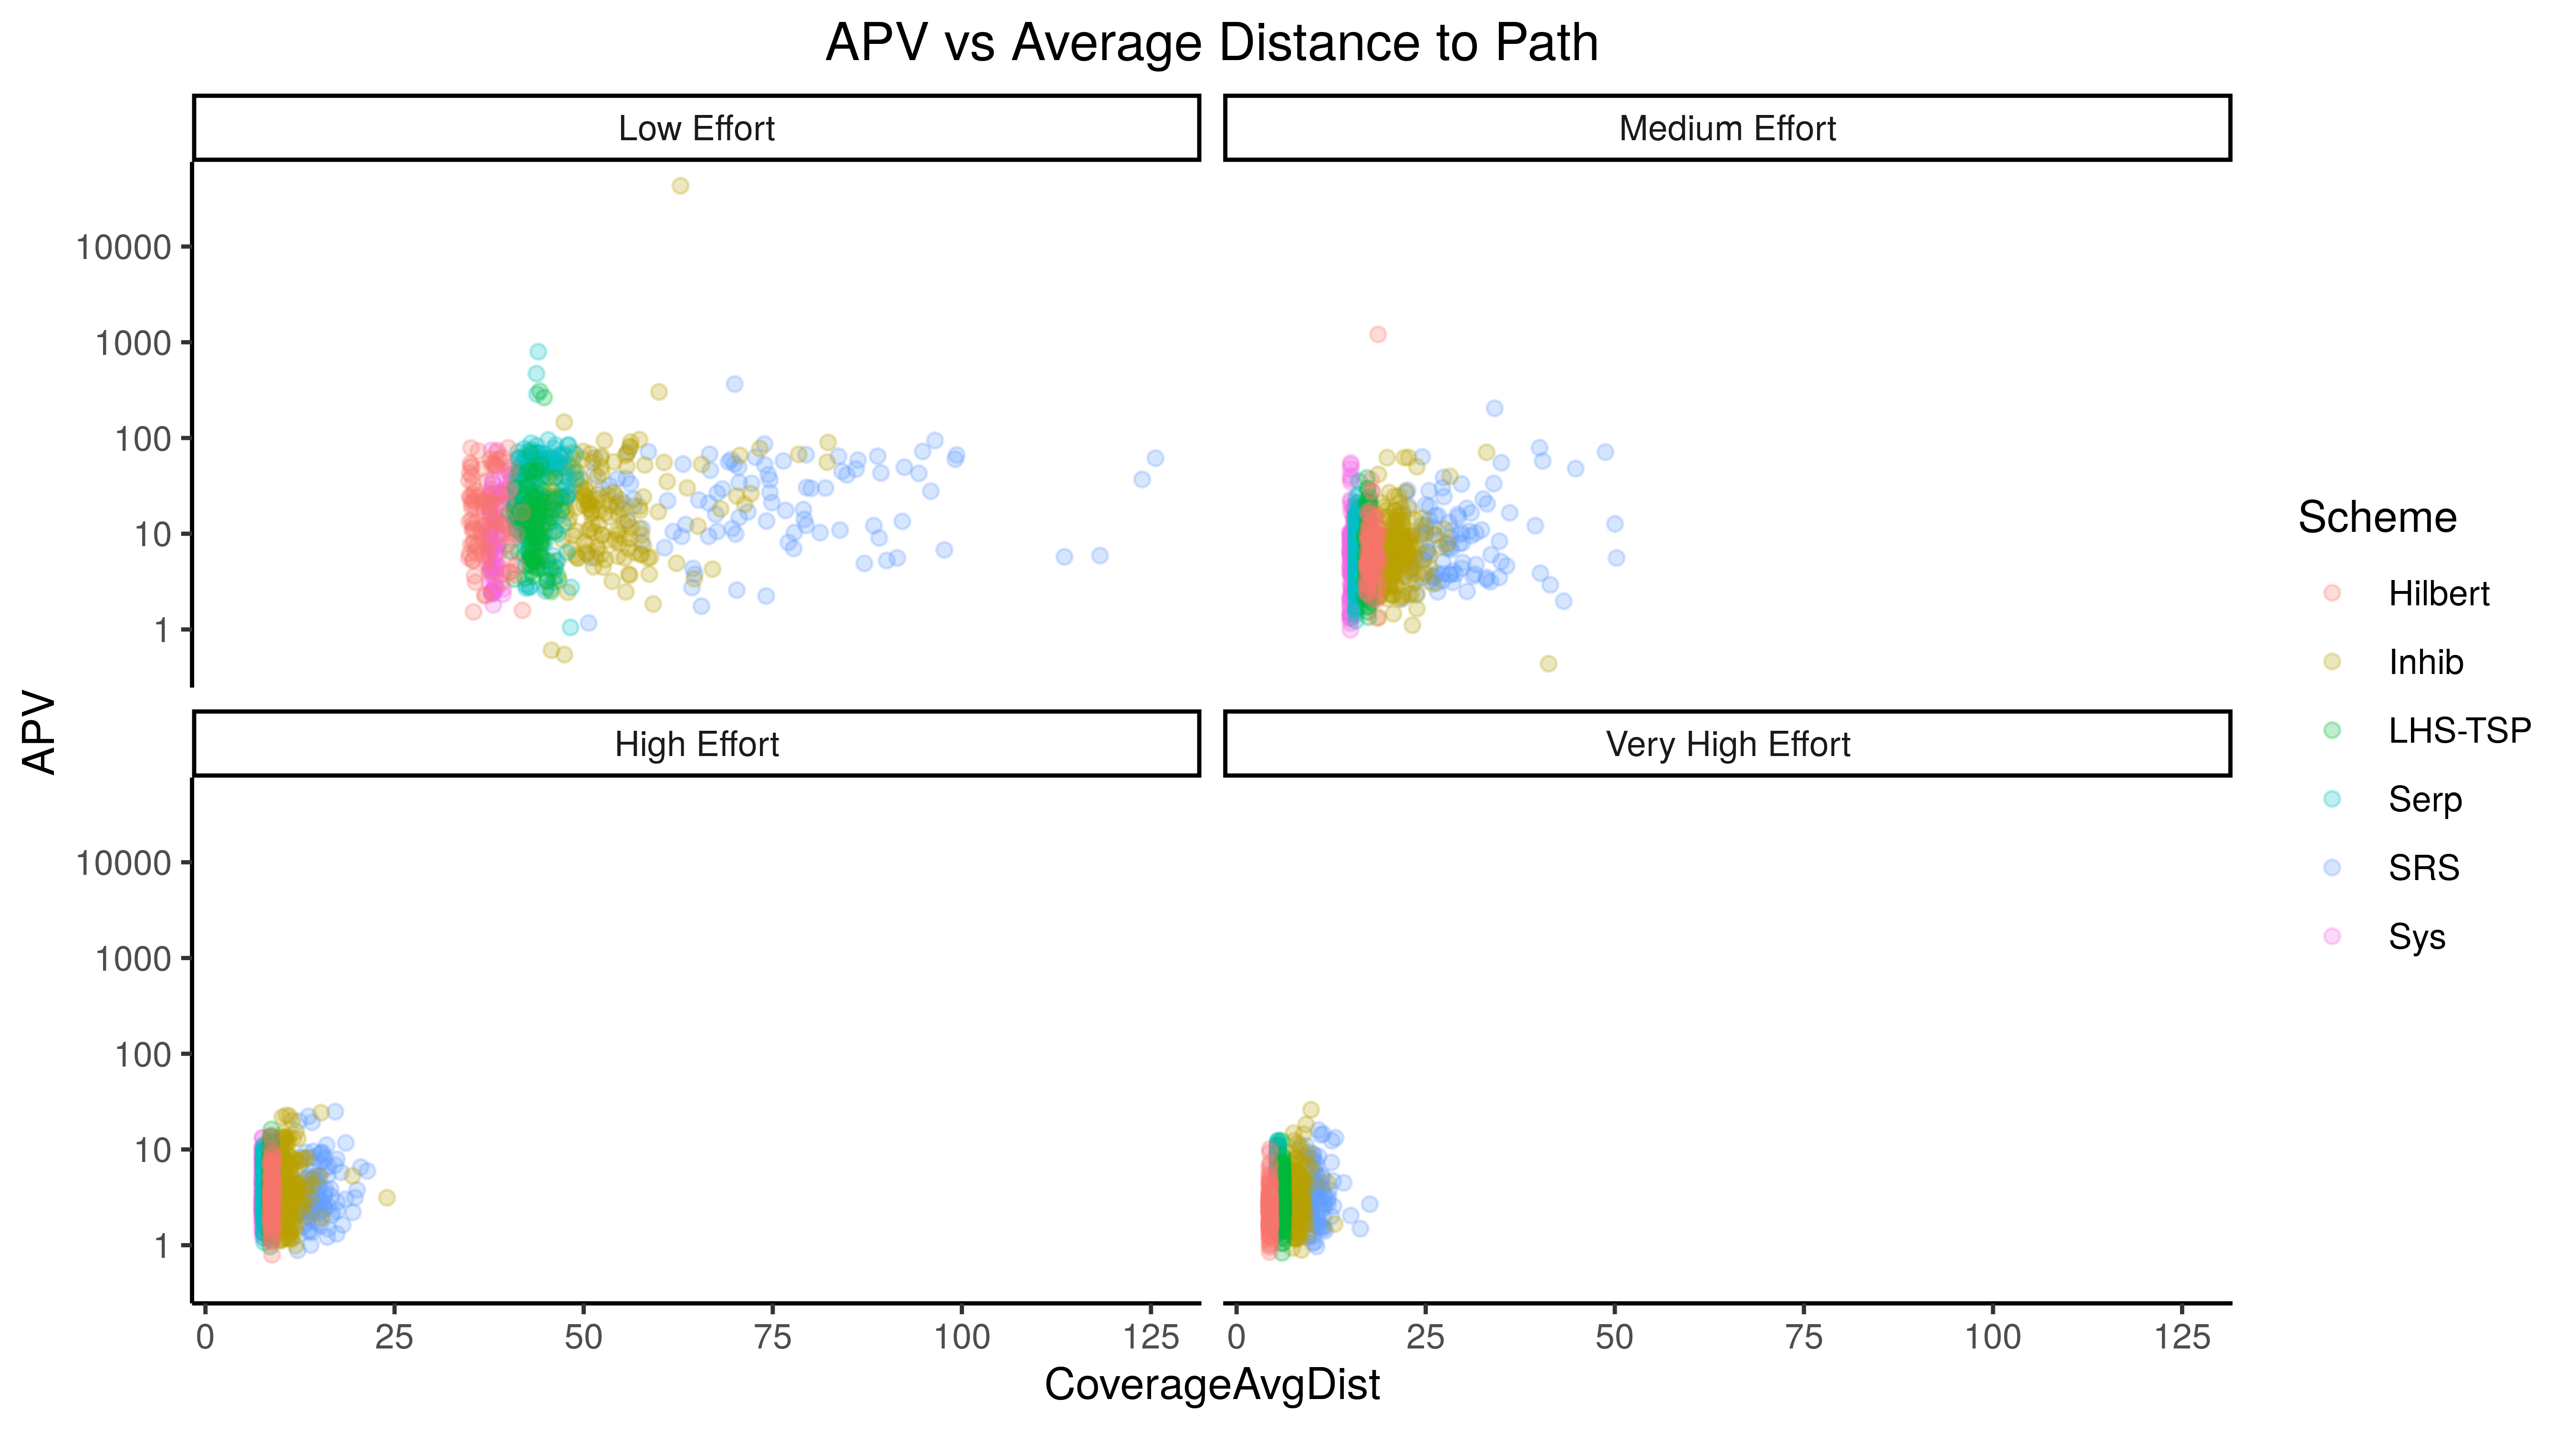 APV vs Average Distance to Path
Low Effort
Medium Effort
10000
1000
100
10
1
APV
High Effort
Very High Effort
10000
1000
100
10
1
0 25 50 75 100 125
0 25 50 75 100 125
CoverageAvgDist
Scheme
Hilbert
Inhib
LHS-TSP
Serp
SRS
Sys